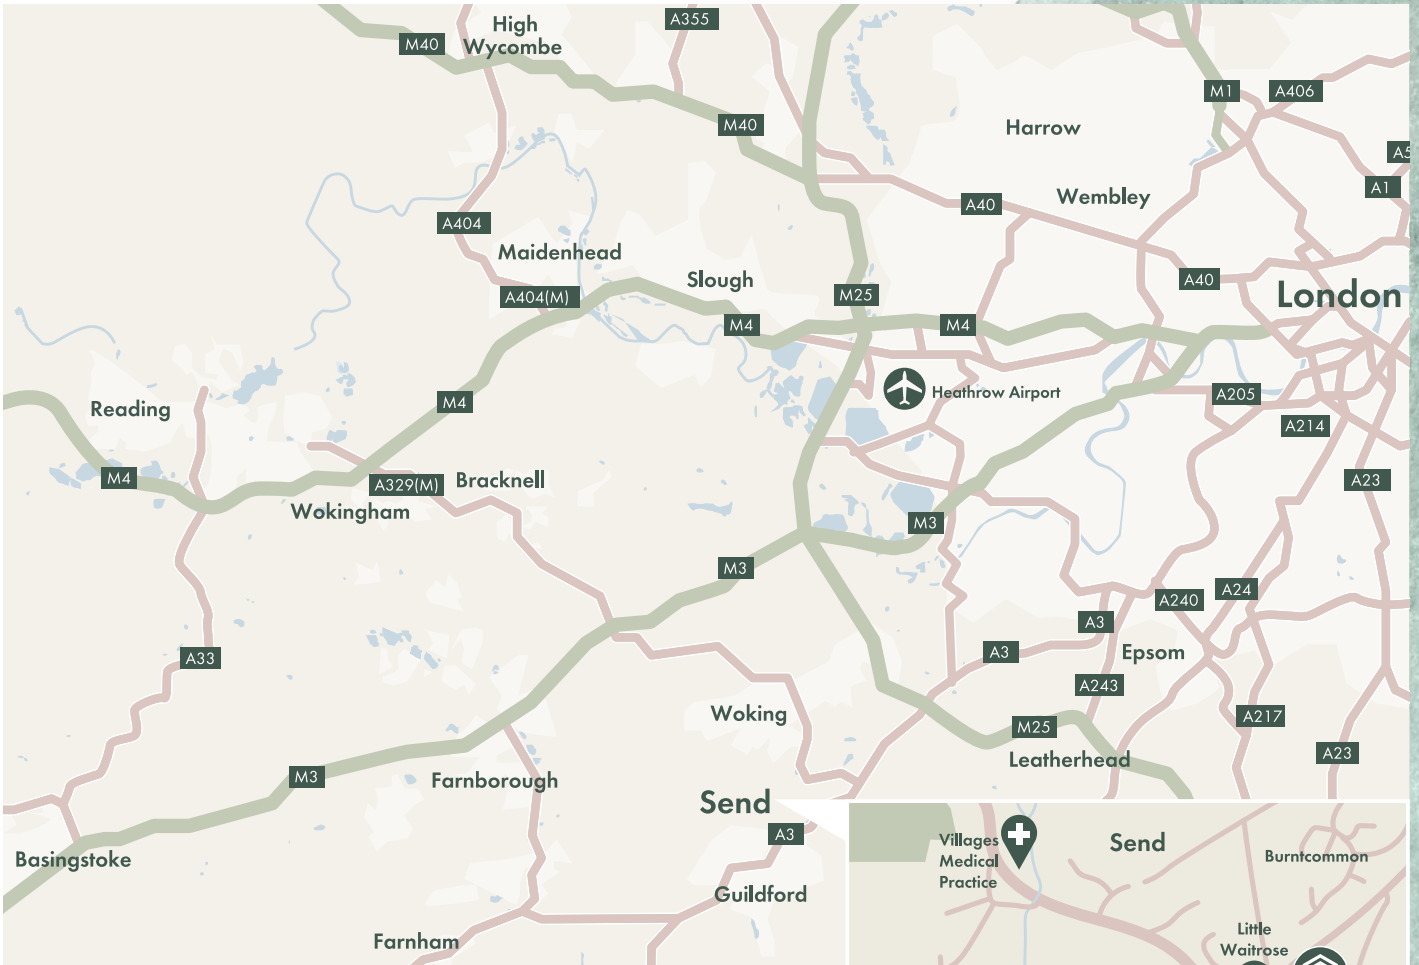 A355
High
Wycombe
M40
M1
A406
M40
Harrow
A5
A1
Wembley
A40
A404
Maidenhead
Slough
A40
A404(M)
M25
London
M4
M4
Heathrow Airport
A205
M4
Reading
A214
M4
A329(M)
Bracknell
A23
Wokingham
M3
M3
A24
A240
A3
A3
Epsom
A33
A243
Woking
A217
M25
A23
Leatherhead
M3
Farnborough
Send
A3
Villages
Medical
Practice
Send
Burntcommon
Basingstoke
Guildford
Little
Waitrose
Farnham